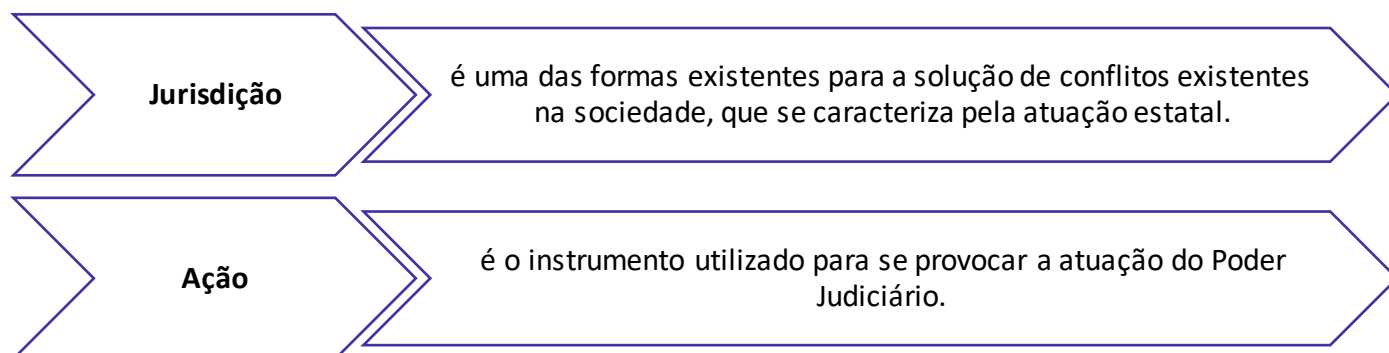 Jurisdição
é uma das formas existentes para a solução de conflitos existentes
na sociedade, que se caracteriza pela atuação estatal.
Ação
é o instrumento utilizado para se provocar a atuação do Poder
Judiciário.